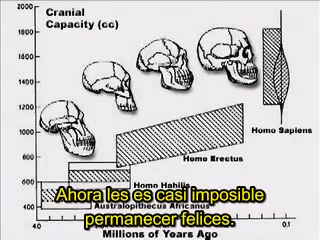 Cranial
Capacity (cc)
2000
1800
1600
1400
1200
1000
800
600
400
Homo Sapiens
Homo Erectus
Homo Habilis
Australopithecus Africanus
Ahora les es casi imposible
permanecer felices.
4.0
0.1
Millions of Years Ago